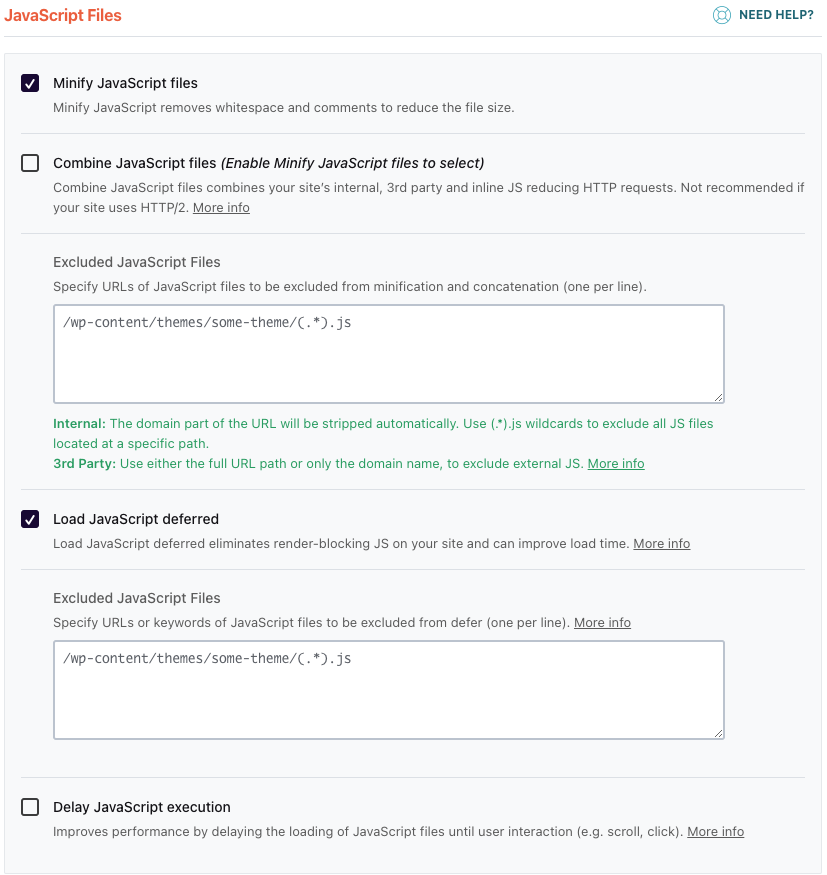 JavaScript Files
NEED HELP?
Minify JavaScript files
Minify JavaScript removes whitespace and comments to reduce the file size.
Combine JavaScript files (Enable Minify JavaScript files to select)
Combine JavaScript files combines your site's internal, 3rd party and inline JS reducing HTTP requests. Not recommended if
your site uses HTTP/2. More info
Excluded JavaScript Files
Specify URLs of JavaScript files to be excluded from minification and concatenation (one per line).
/wp-content/themes/some-theme/(.*).js
Internal: The domain part of the URL will be stripped automatically. Use (.*).js wildcards to exclude all JS files
located at a specific path.
3rd Party: Use either the full URL path or only the domain name, to exclude external JS. More info
Load JavaScript deferred
Load JavaScript deferred eliminates render-blocking JS on your site and can improve load time. More info
Excluded JavaScript Files
Specify URLs or keywords of JavaScript files to be excluded from defer (one per line). More info
/wp-content/themes/some-theme/(.*).js
Delay JavaScript execution
Improves performance by delaying the loading of JavaScript files until user interaction (e.g. scroll, click). More info